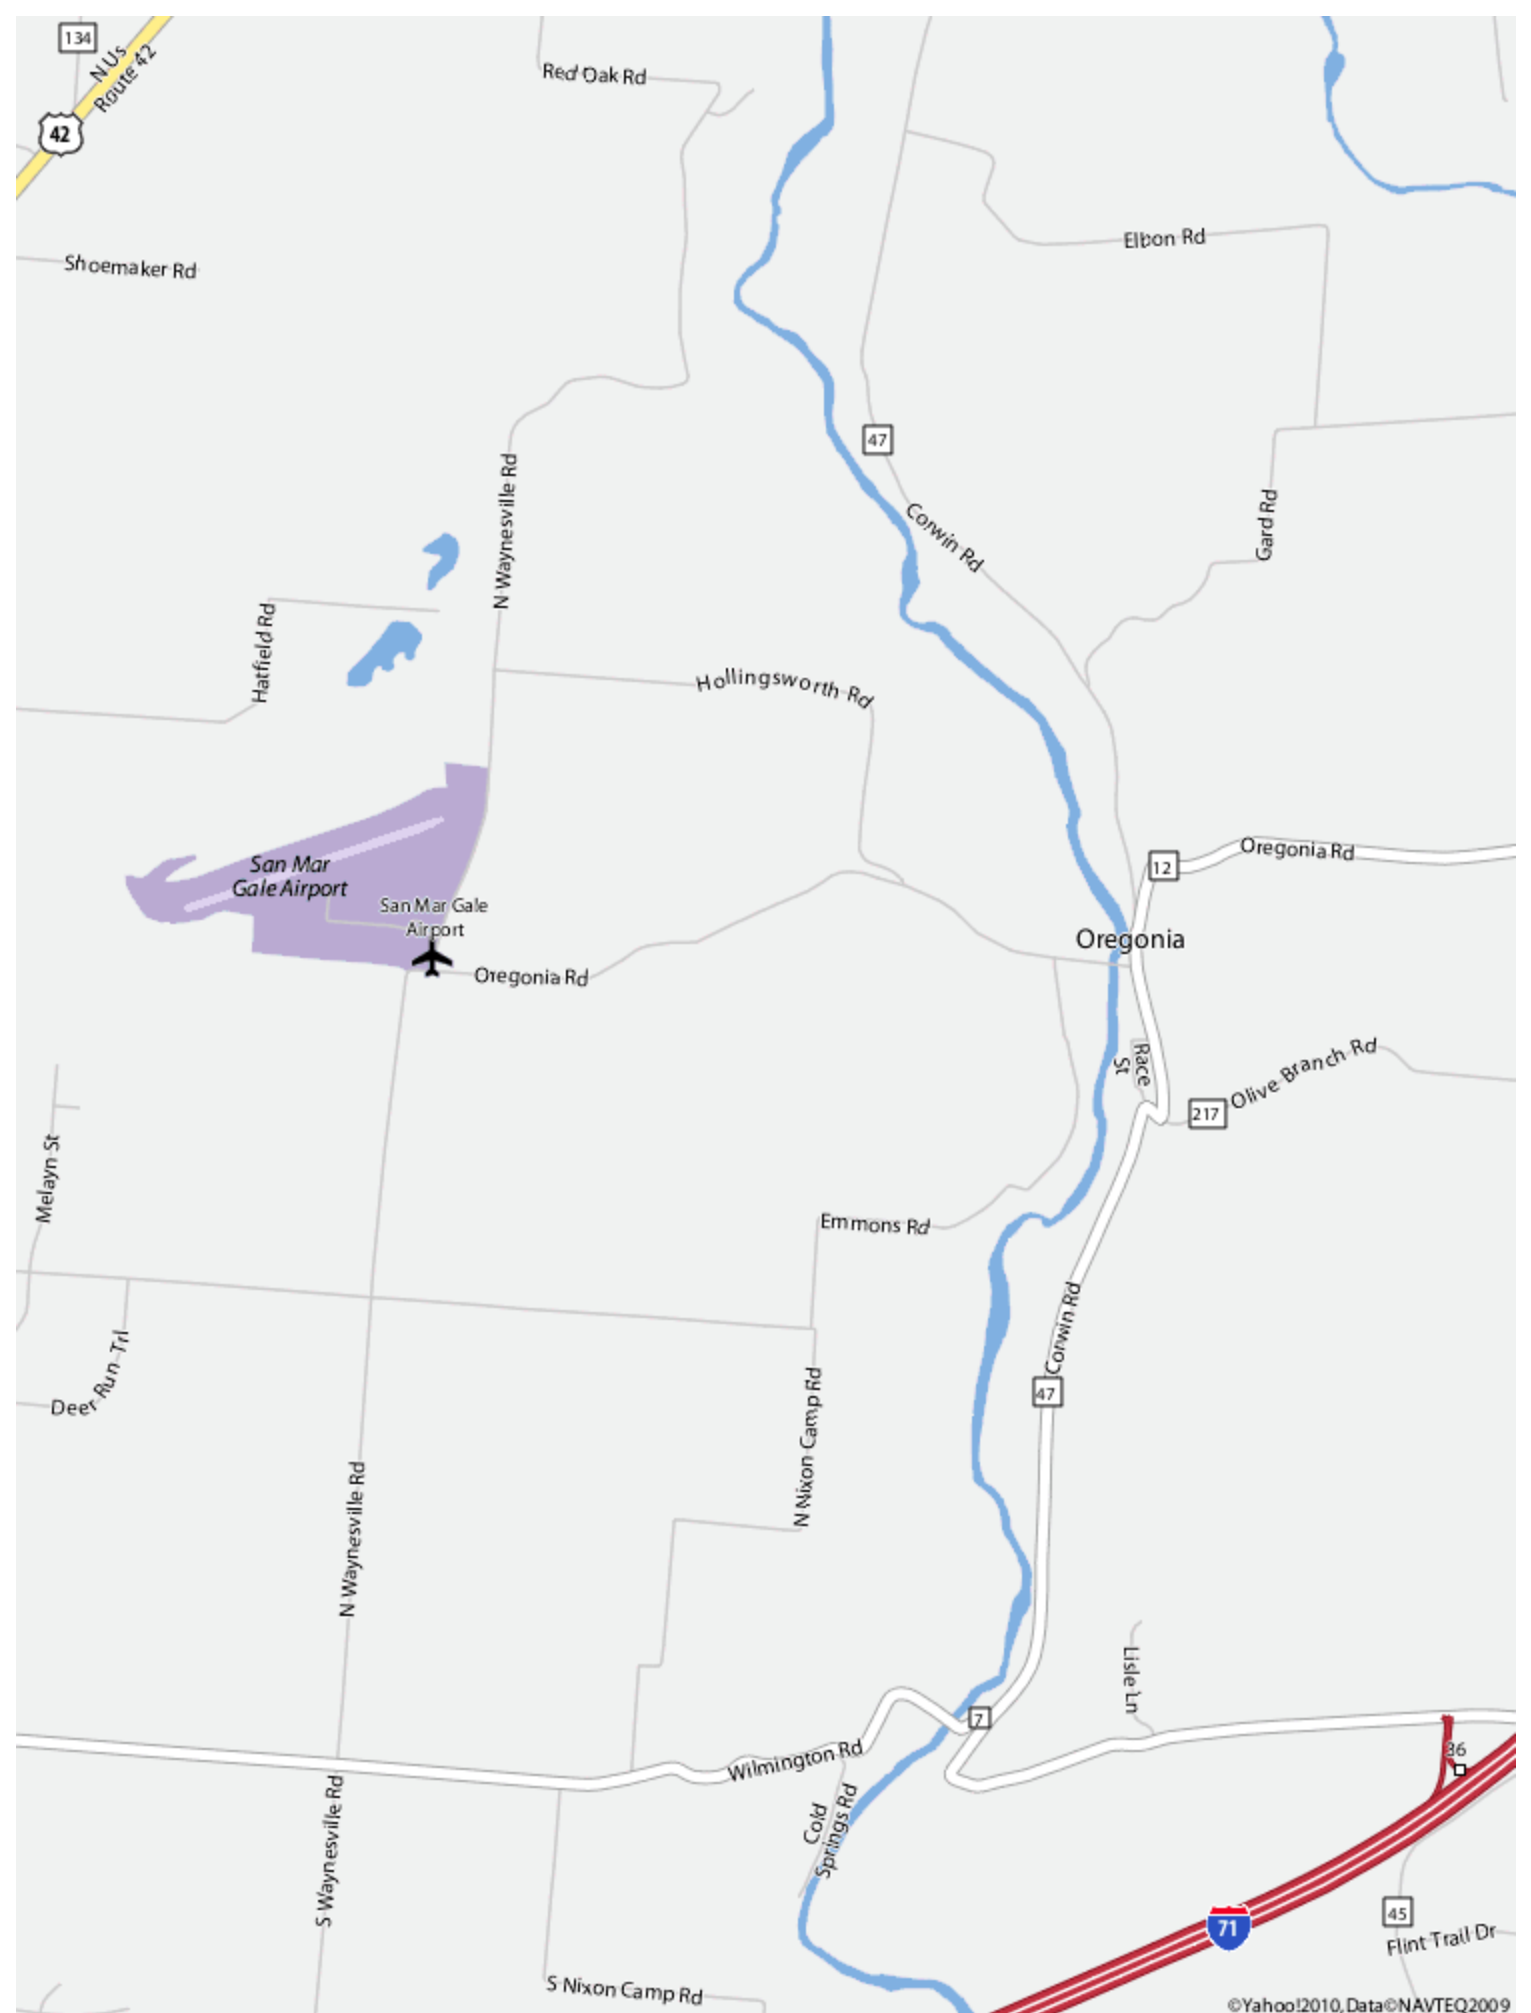 134
N Us
Route 42
42
Red Oak Rd
Shoemaker Rd
Elbon Rd
47
Corwin Rd
Gard Rd
N Waynesville Rd
Hatfield Rd
Hollingsworth Rd
San Mar
Gale Airport
San Mar Gale
Airport
Oregonia Rd
12
Oregonia Rd
Oregonia
Race
St
217
Olive Branch Rd
Melayn St
Emmons Rd
Corwin Rd
47
Deer Run Trl
N Nixon Camp Rd
N Waynesville Rd
Lisle Ln
7
Wilmington Rd
36
Cold
Springs Rd
S Waynesville Rd
71
45
Flint Trail Dr
S Nixon Camp Rd
©Yahoo!2010,Data©NAVTEQ2009